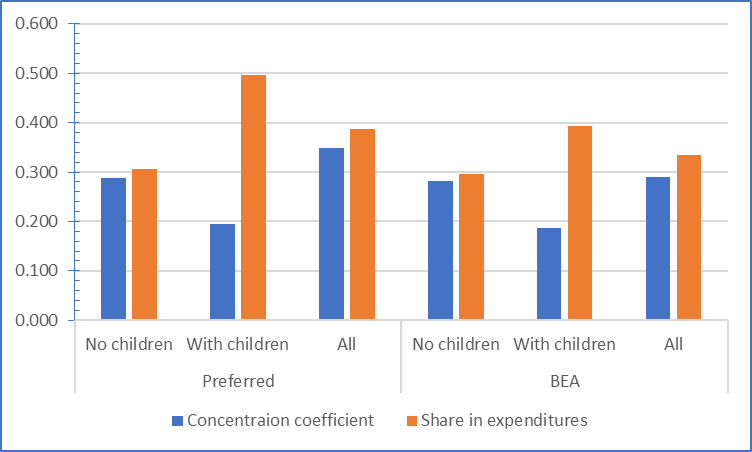 0.600
0.500
0.400
0.300
0.200
0.100
0.000
No children With children All No children With children All
Preferred BEA
Concentraion coefficient Share in expenditures